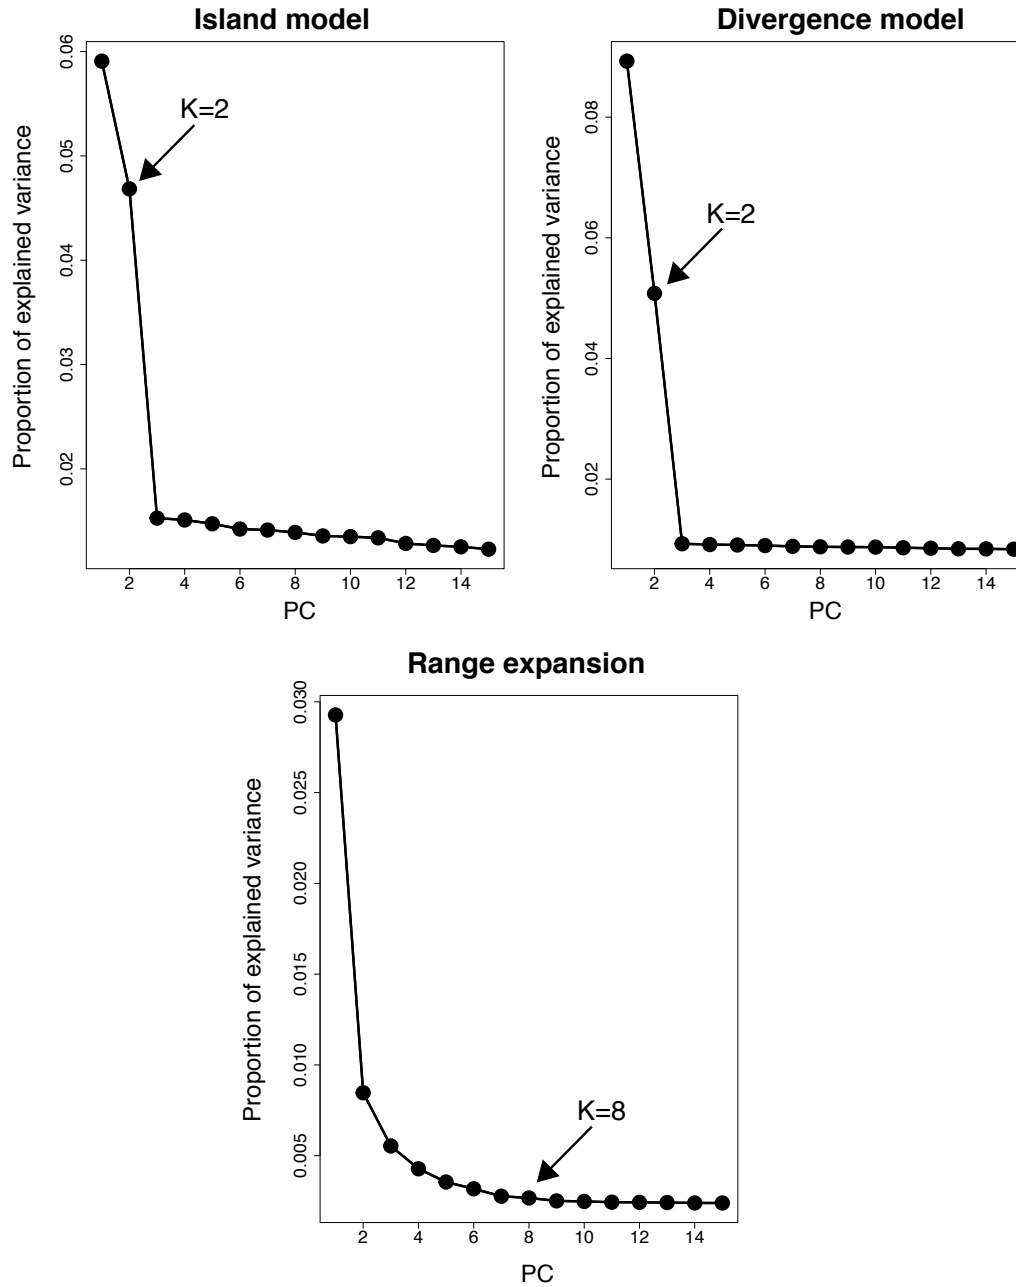 Island model
Proportion of explained variance
0.06
0.05
0.04
0.03
0.02
K=2
2 4 6 8 10 12 14
PC
Divergence model
Proportion of explained variance
0.08
0.06
0.04
0.02
K=2
2 4 6 8 10 12 14
PC
Range expansion
Proportion of explained variance
0.030
0.025
0.020
0.015
0.010
0.005
K=8
2 4 6 8 10 12 14
PC